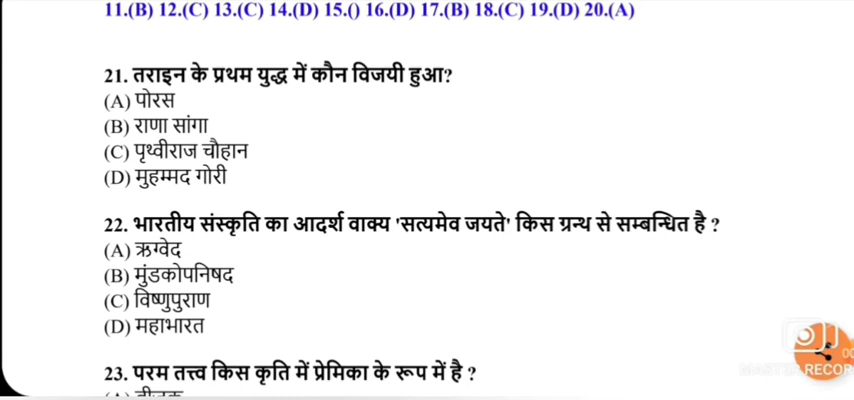 11.(B) 12.(C) 13.(C) 14.(D) 15.() 16.(D) 17.(B) 18.(C) 19.(D) 20.(A)
21. तराइन के प्रथम युद्ध में कौन विजयी हुआ?
(A) पोरस
(B) राणा सांगा
(C) पृथ्वीराज चौहान
(D) मुहम्मद गोरी
22. भारतीय संस्कृति का आदर्श वाक्य 'सत्यमेव जयते' किस ग्रन्थ से सम्बन्धित है ?
(A) ऋग्वेद
(B) मुंडकोपनिषद
(C) विष्णुपुराण
(D) महाभारत
23. परम तत्त्व किस कृति में प्रेमिका के रूप में है ?